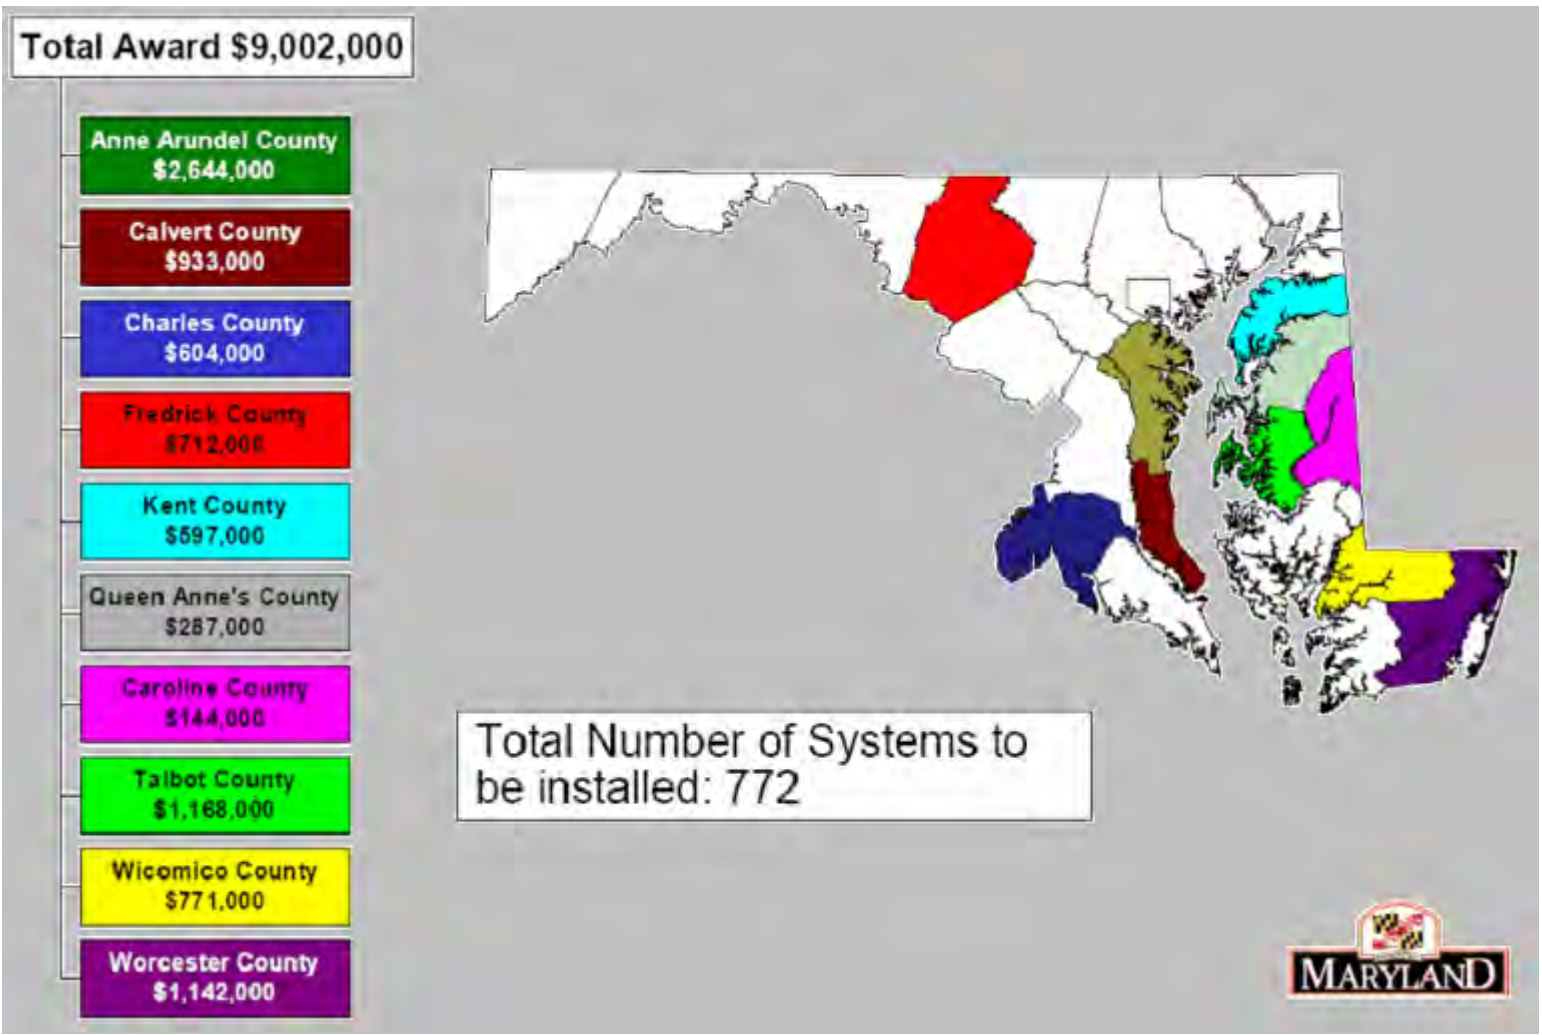 Total Award $9,002,000
Anne Arundel County
$2,644,000
Calvert County
$933,000
Charles County
$604,000
Fredrick County
$712,000
Kent County
$597,000
Queen Anne's County
$287,000
Caroline County
$144,000
Talbot County
$1,168,000
Wicomico County
$771,000
Worcester County
$1,142,000
Total Number of Systems to
be installed: 772
MARYLAND